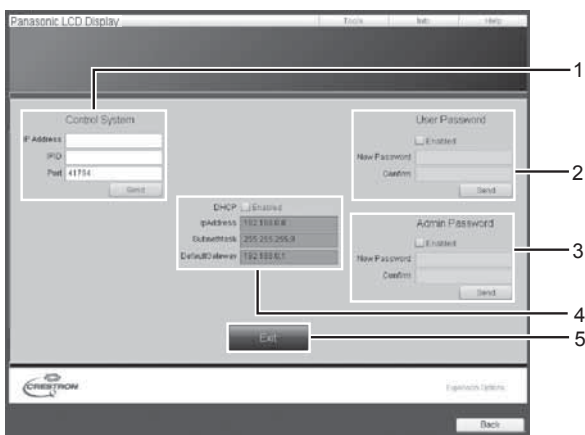 Panasonic LCD Display
Tools Info Help
1
Control System
User Password
IP Address
Enabled
IPID
New Password
Port 41794
Confirm
2
Send
Send
DHCP Enabled
IpAddress 192.168.0.8
SubnetMask 255.255.255.0
DefaultGateway 192.168.0.1
Admin Password
Enabled
3
New Password
Confirm
Send
4
Exit
5
CRESTRON
Expansion Options
Back